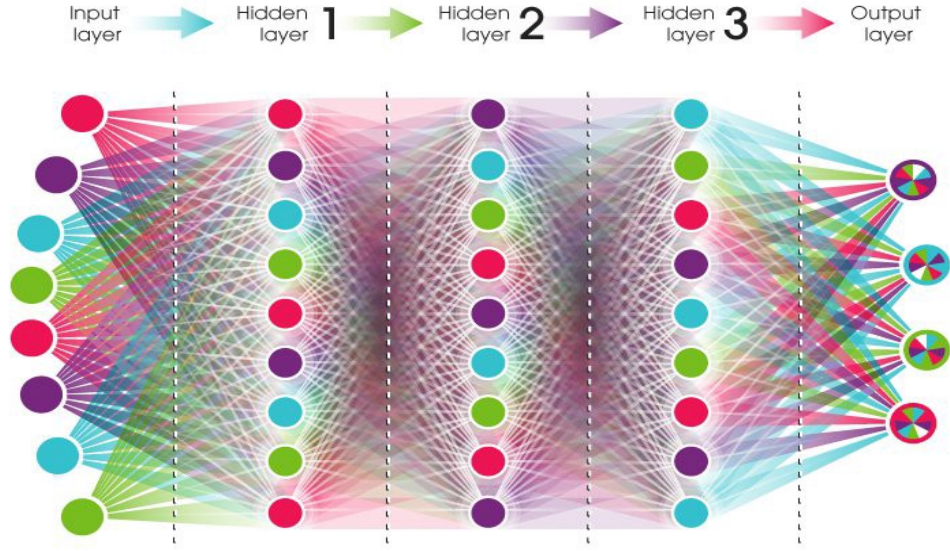 Input
layer
Hidden
layer 1
Hidden
layer 2
Hidden
layer 3
Output
layer